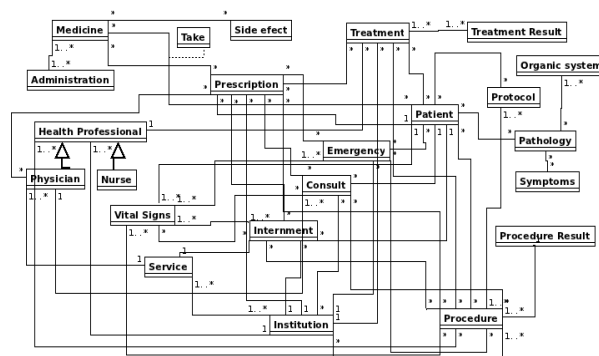 Medicine
Side efect
Take
Treatment
Treatment Result
Administration
Organic system
Prescription
Protocol
Patient
Health Professional
Pathology
Emergency
Physician
Nurse
Consult
Symptoms
Vital Signs
Internment
Procedure Result
Service
Institution
Procedure